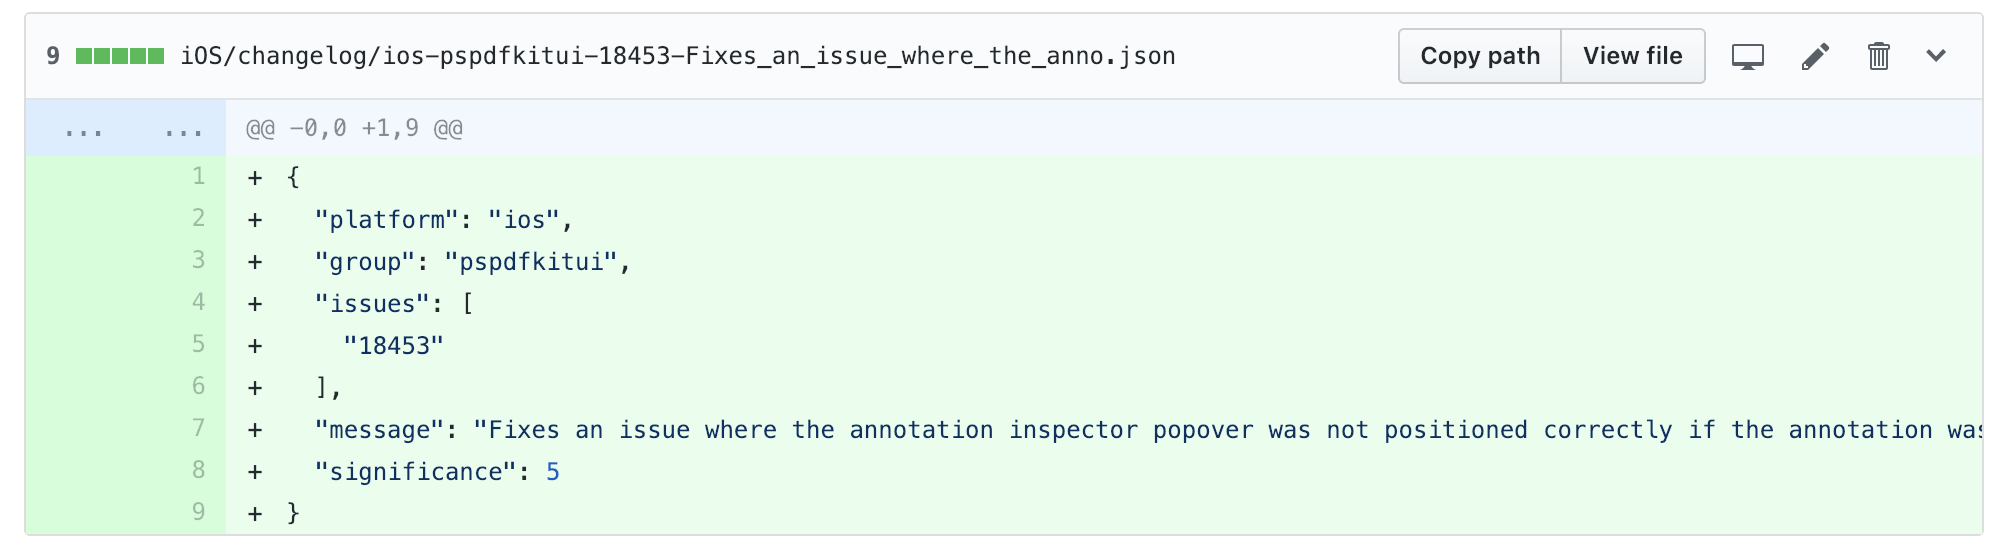 9 iOS/changelog/ios-pspdfkitui-18453-Fixes_an_issue_where_the_anno.json Copy path View file
... ... @@ -0,0 +1,9 @@
1 + {
2 + "platform": "ios",
3 + "group": "pspdfkitui",
4 + "issues": [
5 + "18453"
6 + ],
7 + "message": "Fixes an issue where the annotation inspector popover was not positioned correctly if the annotation was
8 + "significance": 5
9 + }